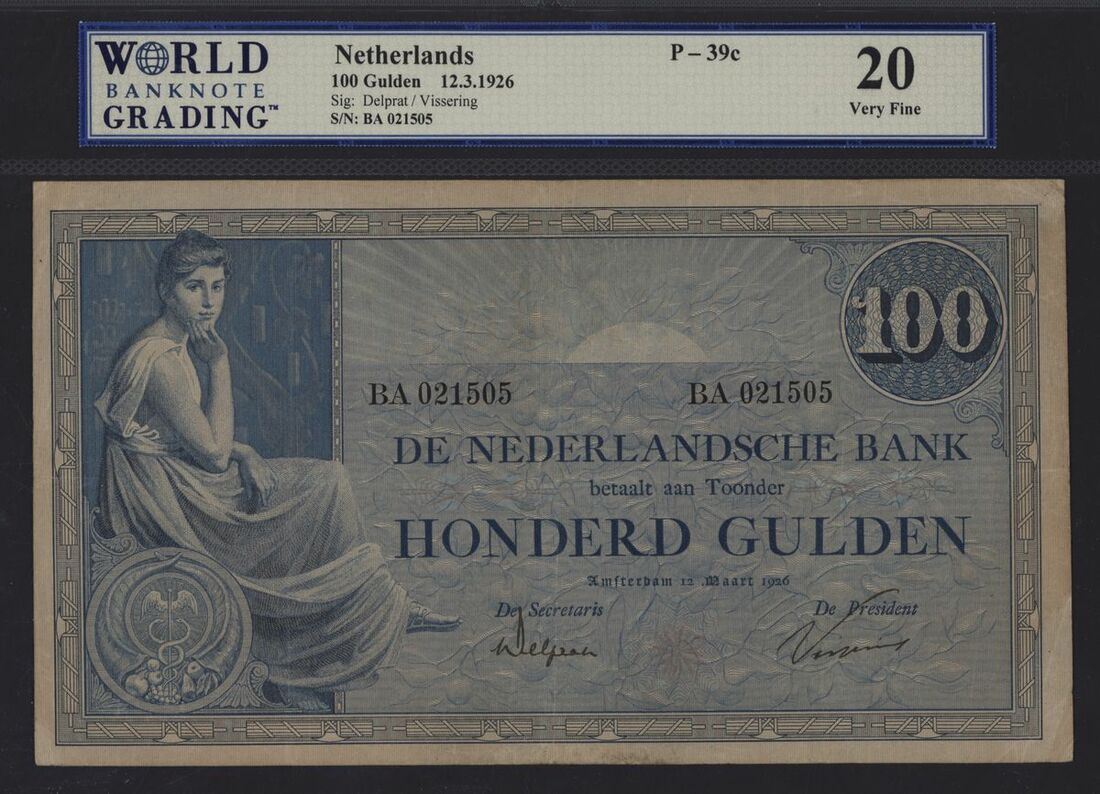 WORLD
BANKNOTE
GRADING™
Netherlands
100 Gulden 12.3.1926
Sig: Delprat / Vissering
S/N: BA 021505
P – 39c
20
Very Fine
100
BA 021505 BA 021505
DE NEDERLANDSCHE BANK
betaalt aan Toonder
HONDERD GULDEN
Amsterdam 12 Maart 1926
De Secretaris De President
Delprat Vissering